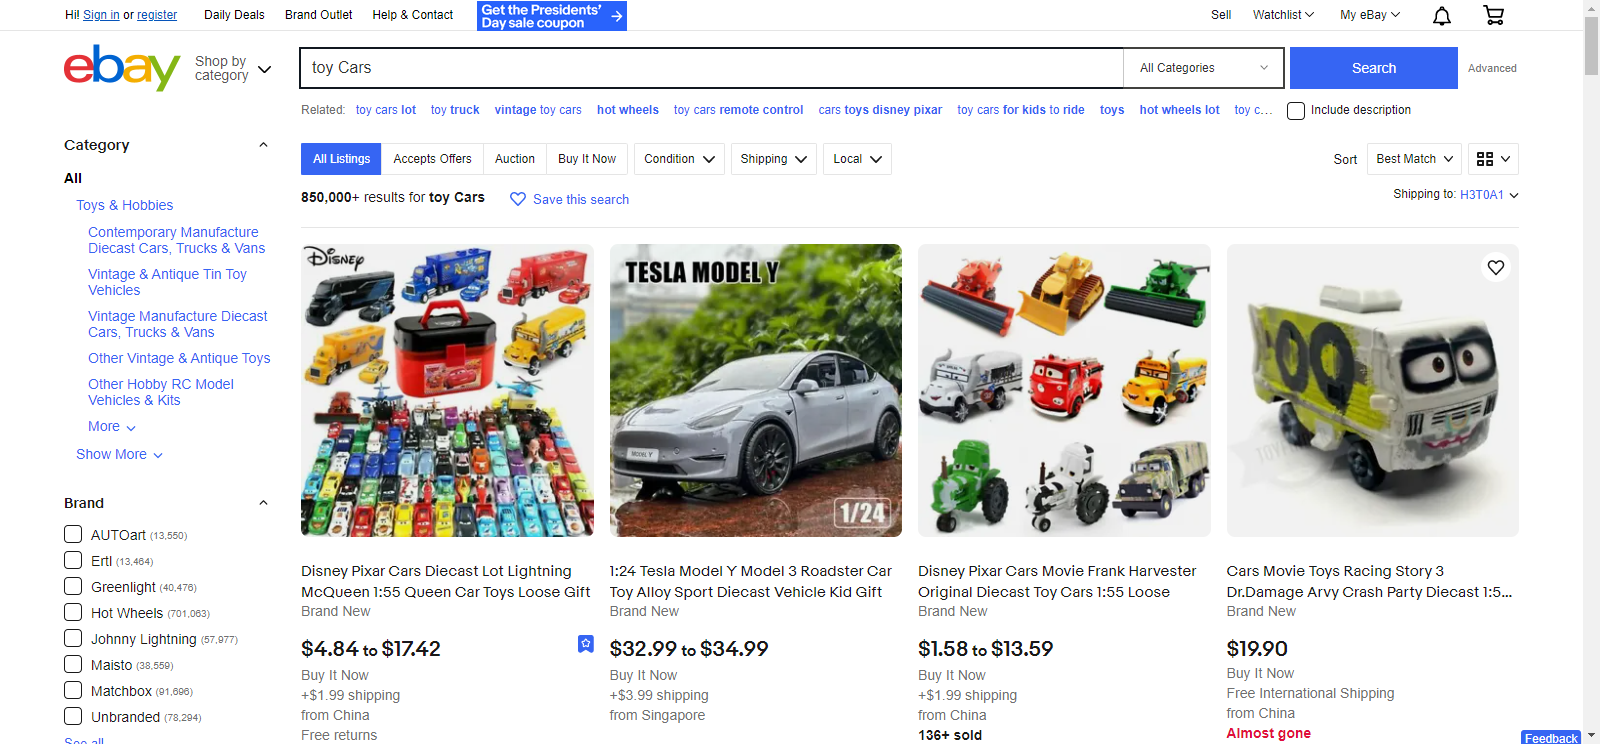 Hi! Sign in or register
Daily Deals
Brand Outlet
Help & Contact
Get the Presidents' Day sale coupon
Sell
Watchlist
My eBay
ebay
Shop by category
toy Cars
All Categories
Search
Advanced
Related: toy cars lot toy truck vintage toy cars hot wheels toy cars remote control cars toys disney pixar toy cars for kids to ride toys hot wheels lot toy c...
Include description
Category
All
Toys & Hobbies
Contemporary Manufacture
Diecast Cars, Trucks & Vans
Vintage & Antique Tin Toy
Vehicles
Vintage Manufacture Diecast
Cars, Trucks & Vans
Other Vintage & Antique Toys
Other Hobby RC Model
Vehicles & Kits
More
Show More
Brand
AUTOart (13,550)
Ertl (13,464)
Greenlight (40,476)
Hot Wheels (701,063)
Johnny Lightning (57,977)
Maisto (38,559)
Matchbox (91,696)
Unbranded (78,294)
See all
All Listings
Accepts Offers
Auction
Buy It Now
Condition
Shipping
Local
Sort
Best Match
850,000+ results for toy Cars
Save this search
Shipping to: H3T0A1
Disney
Disney Pixar Cars Diecast Lot Lightning
McQueen 1:55 Queen Car Toys Loose Gift
Brand New
$4.84 to $17.42
Buy It Now
+$1.99 shipping
from China
Free returns
TESLA MODEL Y
MODEL Y
1/24
1:24 Tesla Model Y Model 3 Roadster Car
Toy Alloy Sport Diecast Vehicle Kid Gift
Brand New
$32.99 to $34.99
Buy It Now
+$3.99 shipping
from Singapore
Disney Pixar Cars Movie Frank Harvester
Original Diecast Toy Cars 1:55 Loose
Brand New
$1.58 to $13.59
Buy It Now
+$1.99 shipping
from China
136+ sold
Cars Movie Toys Racing Story 3
Dr.Damage Arvy Crash Party Diecast 1:5...
Brand New
$19.90
Buy It Now
Free International Shipping
from China
Almost gone
Feedback